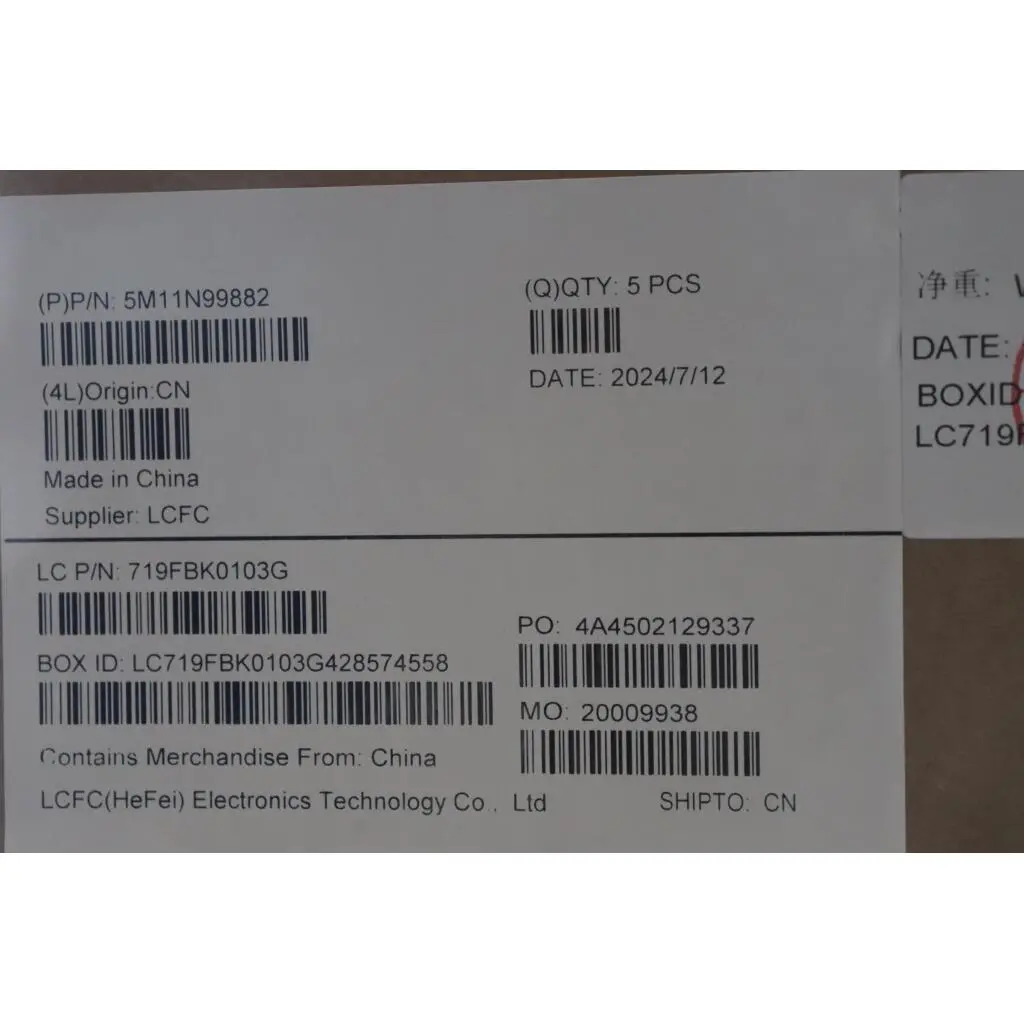 (P)P/N: 5M11N99882
(Q)QTY: 5 PCS
DATE: 2024/7/12
(4L)Origin:CN
Made in China
Supplier: LCFC
LC P/N: 719FBK0103G
BOX ID: LC719FBK0103G428574558
PO: 4A4502129337
MO: 20009938
Contains Merchandise From: China
LCFC(HeFei) Electronics Technology Co., Ltd
SHIPTO: CN
净重:
DATE:
BOXID
LC719F